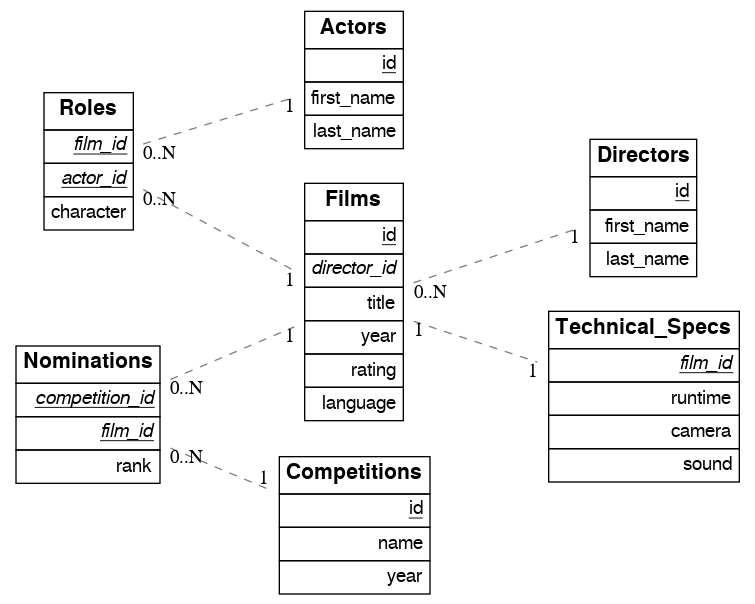 Actors
id
first_name
last_name
1
Roles
film_id
actor_id
character
0..N
0..N
Films
id
director_id
title
year
rating
language
1
1
0..N
1
Directors
id
first_name
last_name
1
Technical_Specs
film_id
runtime
camera
sound
1
Nominations
competition_id
film_id
rank
0..N
0..N
Competitions
id
name
year
1